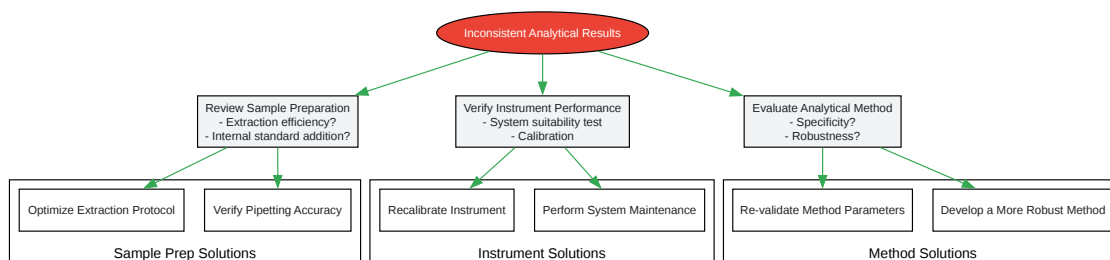 Inconsistent Analytical Results
Review Sample Preparation
- Extraction efficiency?
- Internal standard addition?
Verify Instrument Performance
- System suitability test
- Calibration
Evaluate Analytical Method
- Specificity?
- Robustness?
Optimize Extraction Protocol
Verify Pipetting Accuracy
Recalibrate Instrument
Perform System Maintenance
Re-validate Method Parameters
Develop a More Robust Method
Sample Prep Solutions
Instrument Solutions
Method Solutions